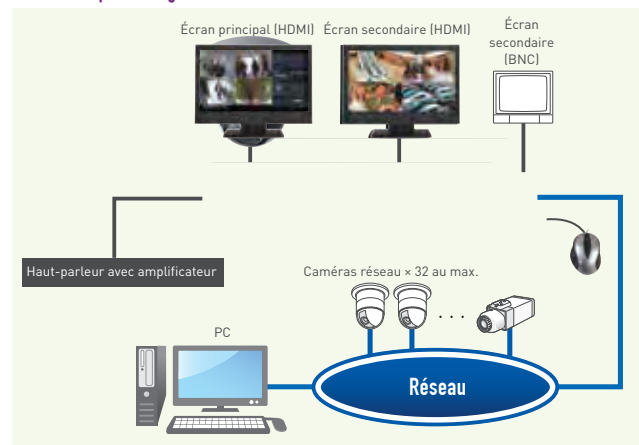 Écran principal (HDMI)
Écran secondaire (HDMI)
Écran
secondaire
(BNC)
Haut-parleur avec amplificateur
Caméras réseau × 32 au max.
. . .
PC
Réseau